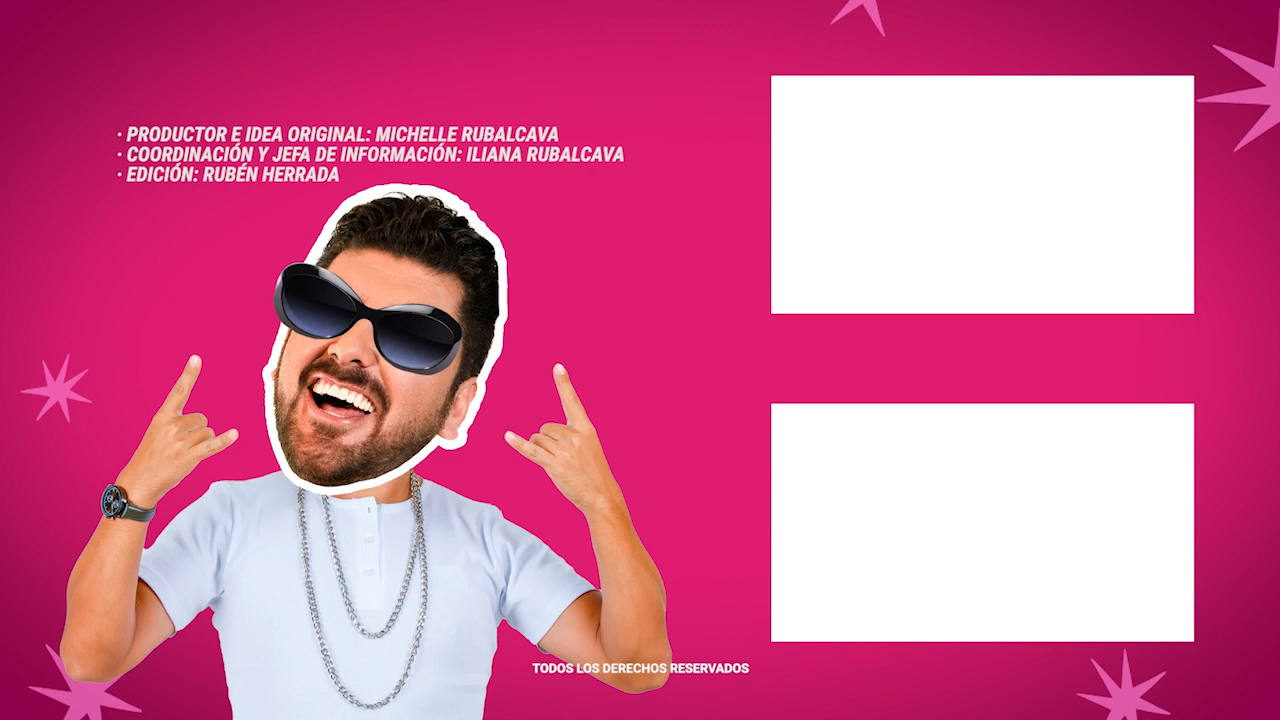 · PRODUCTOR E IDEA ORIGINAL: MICHELLE RUBALCAVA
· COORDINACIÓN Y JEFA DE INFORMACIÓN: ILIANA RUBALCAVA
· EDICIÓN: RUBÉN HERRADA
TODOS LOS DERECHOS RESERVADOS